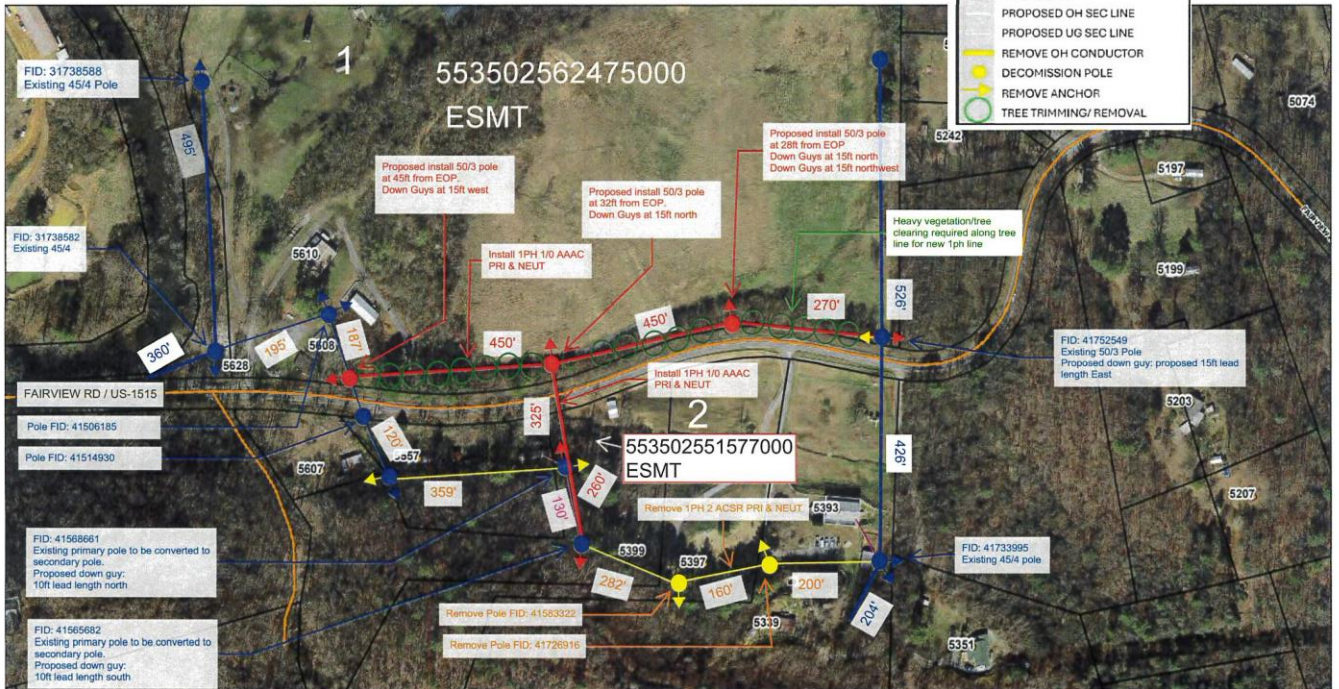 PROPOSED OH SEC LINE
PROPOSED UG SEC LINE
REMOVE OH CONDUCTOR
DECOMISSION POLE
REMOVE ANCHOR
TREE TRIMMING/ REMOVAL
FID: 31738588
Existing 45/4 Pole
1
553502562475000
ESMT
495'
5242
5074
5197
5199
Proposed install 50/3 pole
at 45ft from EOP.
Down Guys at 15ft west
Proposed install 50/3 pole
at 32ft from EOP.
Down Guys at 15ft north
Proposed install 50/3 pole
at 28ft from EOP
Down Guys at 15ft north
Down Guys at 15ft northwest
Heavy vegetation/tree
clearing required along tree
line for new 1ph line
FID: 31738582
Existing 45/4
5610
Install 1PH 1/0 AAAC
PRI & NEUT
526'
360'
195'
5608
187'
450'
450'
270'
5628
FID: 41752549
Existing 50/3 Pole
Proposed down guy: proposed 15ft lead
length East
FAIRVIEW RD / US-1515
Install 1PH 1/0 AAAC
PRI & NEUT
2
325'
5203
Pole FID: 41506185
Pole FID: 41514930
120'
5607
359'
260'
130'
553502551577000
ESMT
426'
5207
Remove 1PH 2 ACSR PRI & NEUT
5393
FID: 41568661
Existing primary pole to be converted to
secondary pole.
Proposed down guy:
10ft lead length north
5399
282'
5397
160'
200'
204'
FID: 41733995
Existing 45/4 pole
Remove Pole FID: 41583322
Remove Pole FID: 41726916
5339
5351
FID: 41565682
Existing primary pole to be converted to
secondary pole.
Proposed down guy:
10ft lead length south